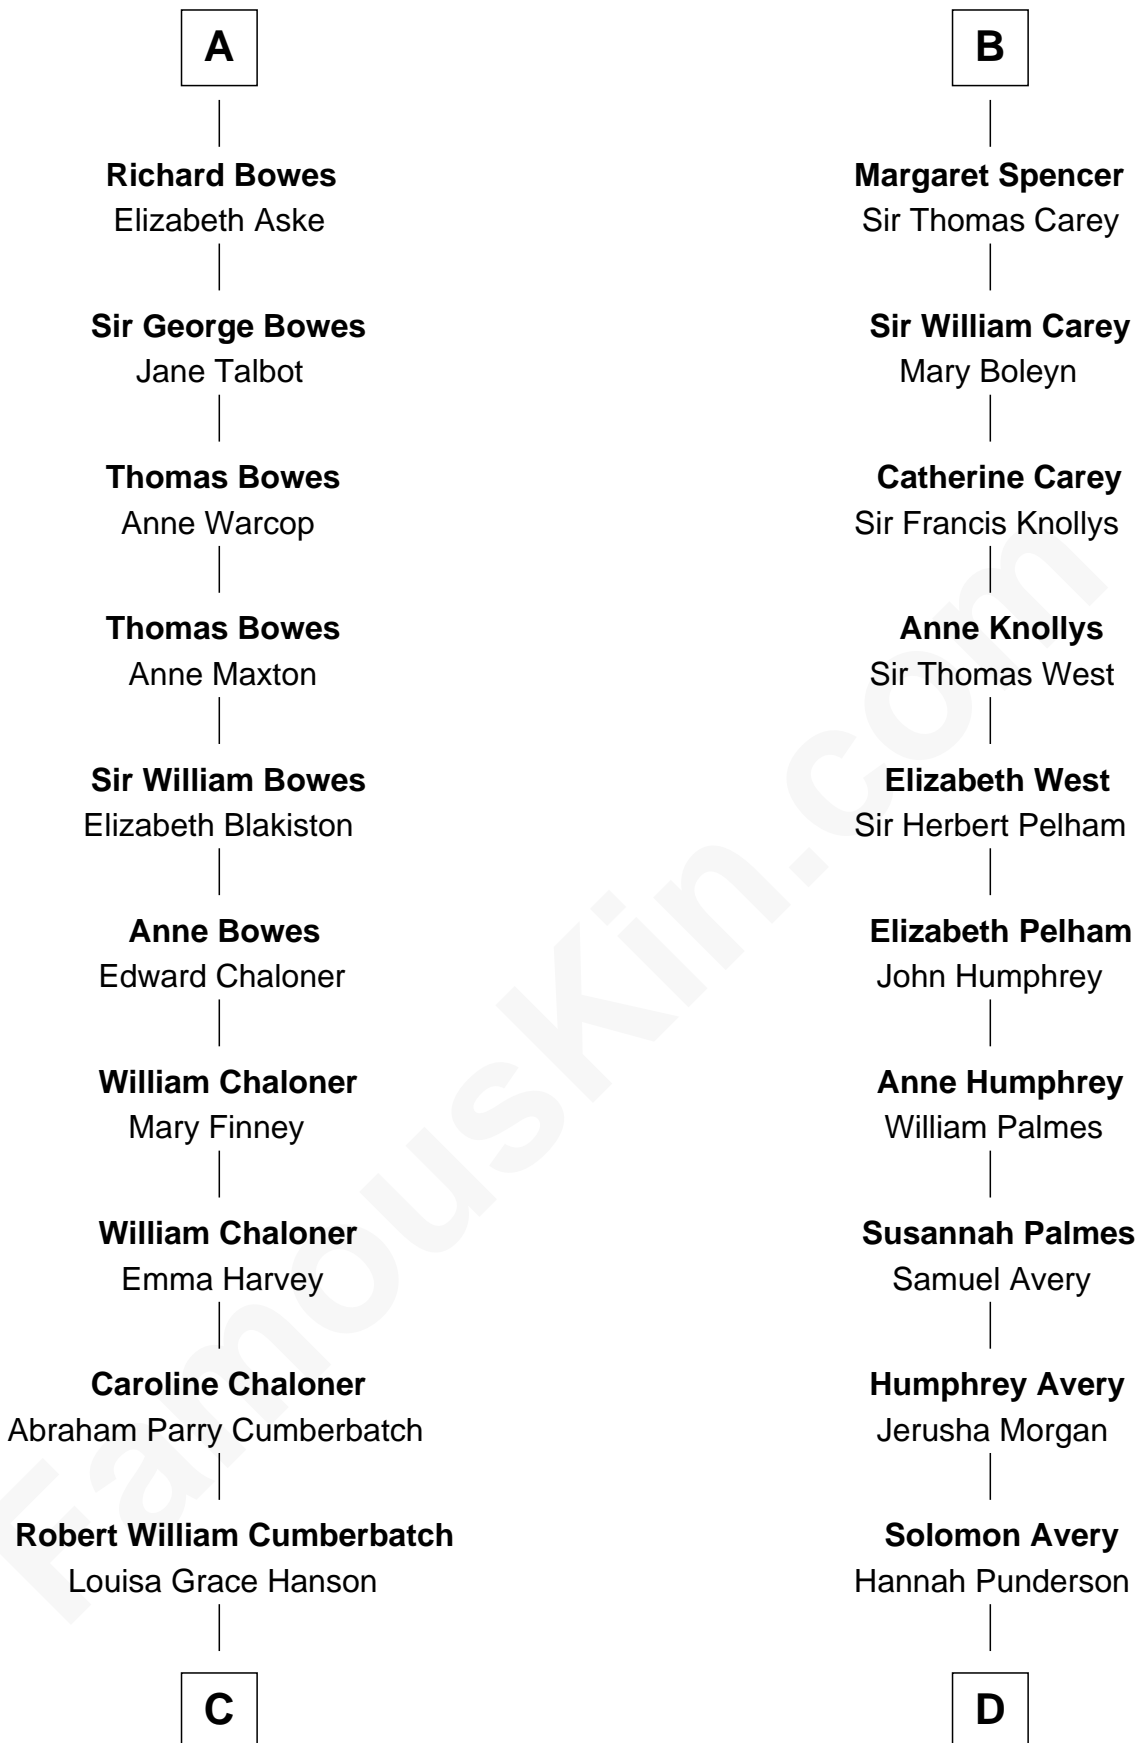 A
Richard Bowes
Elizabeth Aske
Sir George Bowes
Jane Talbot
Thomas Bowes
Anne Warcop
Thomas Bowes
Anne Maxton
Sir William Bowes
Elizabeth Blakiston
Anne Bowes
Edward Chaloner
William Chaloner
Mary Finney
William Chaloner
Emma Harvey
Caroline Chaloner
Abraham Parry Cumberbatch
Robert William Cumberbatch
Louisa Grace Hanson
C
B
Margaret Spencer
Sir Thomas Carey
Sir William Carey
Mary Boleyn
Catherine Carey
Sir Francis Knollys
Anne Knollys
Sir Thomas West
Elizabeth West
Sir Herbert Pelham
Elizabeth Pelham
John Humphrey
Anne Humphrey
William Palmes
Susannah Palmes
Samuel Avery
Humphrey Avery
Jerusha Morgan
Solomon Avery
Hannah Punderson
D
FamousKin.com